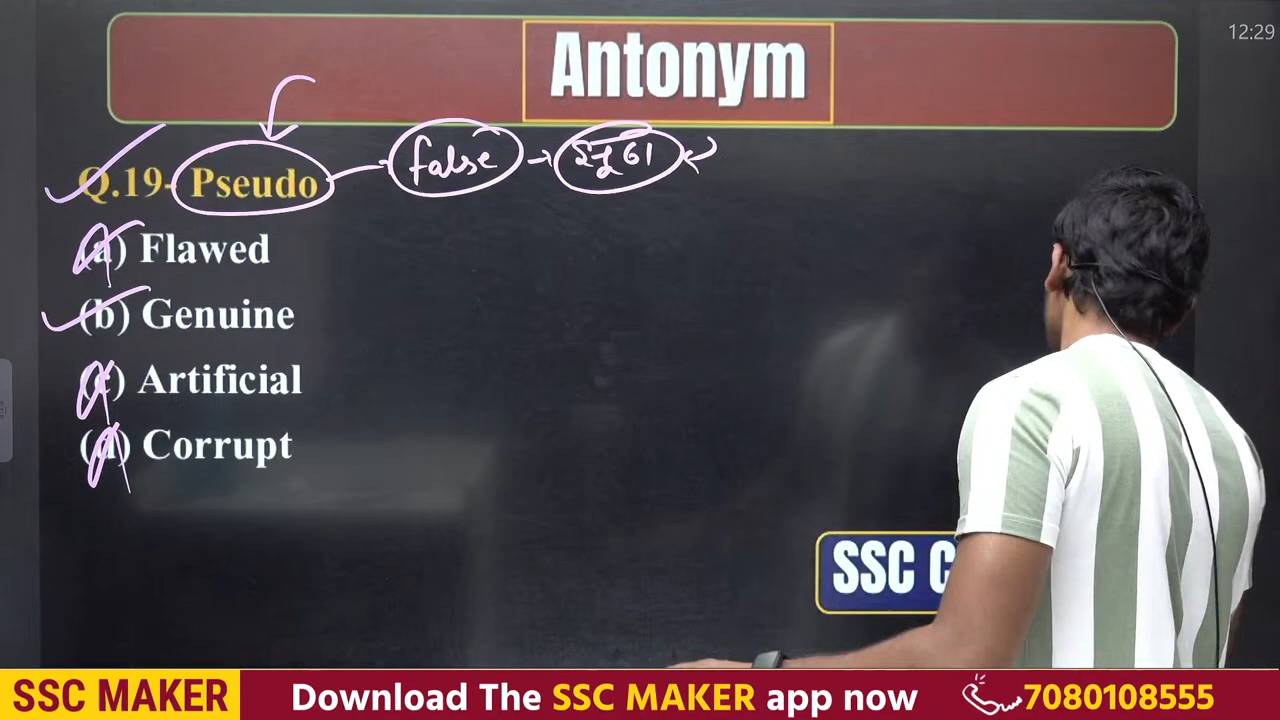 12:29
Antonym
Q.19- Pseudo false झूठा
(a) Flawed
(b) Genuine
(c) Artificial
(d) Corrupt
SSC C
SSC MAKER Download The SSC MAKER app now 7080108555